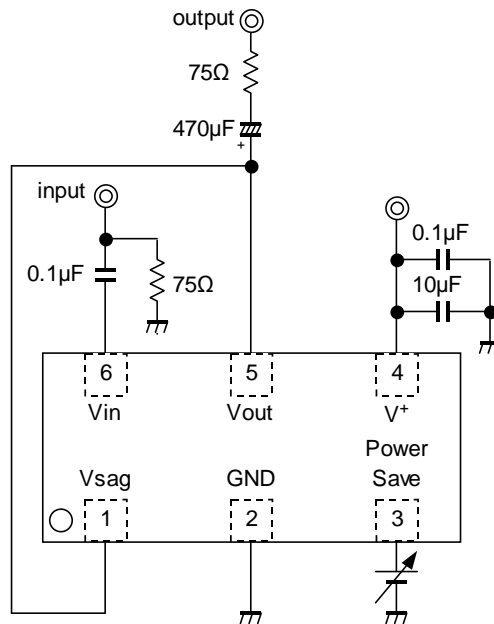 output
75Ω
470μF
+
input
0.1μF
75Ω
0.1μF
10μF
6
5
4
Vin
Vout
V⁺
Power
Save
Vsag
GND
1
2
3